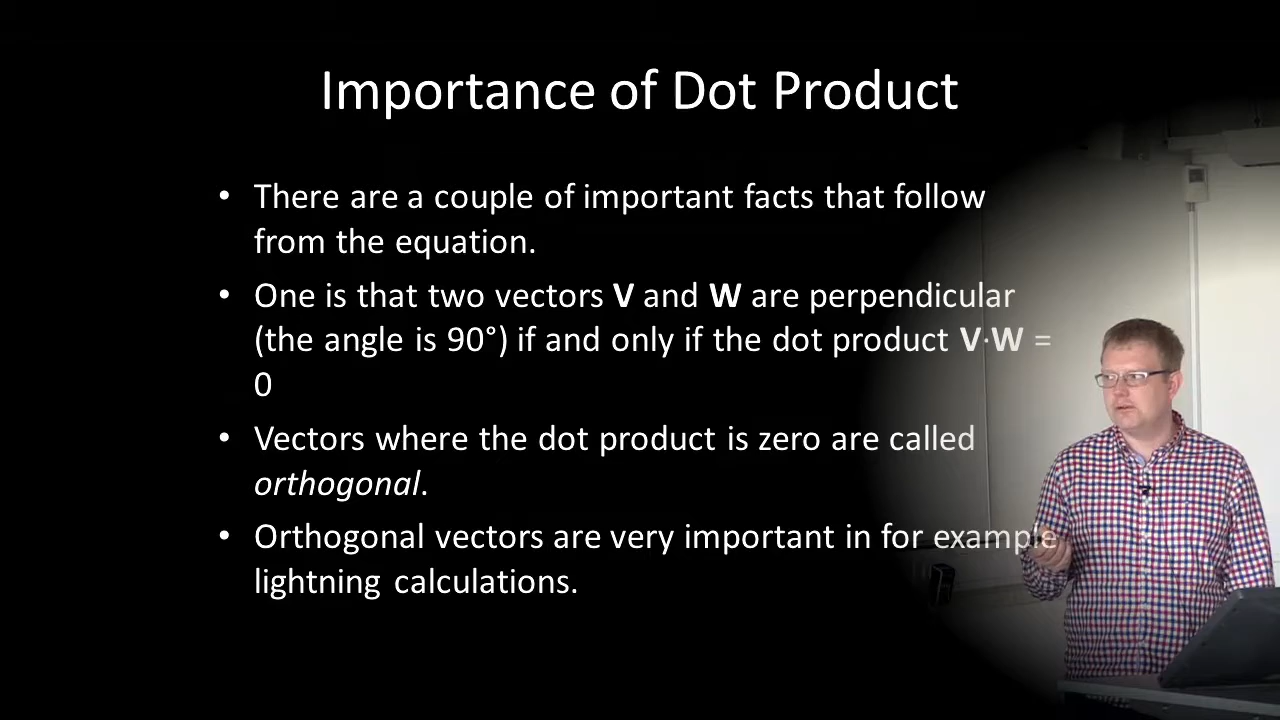 Importance of Dot Product
• There are a couple of important facts that follow
from the equation.
• One is that two vectors V and W are perpendicular
(the angle is 90°) if and only if the dot product V·W =
0
• Vectors where the dot product is zero are called
orthogonal.
• Orthogonal vectors are very important in for example
lightning calculations.